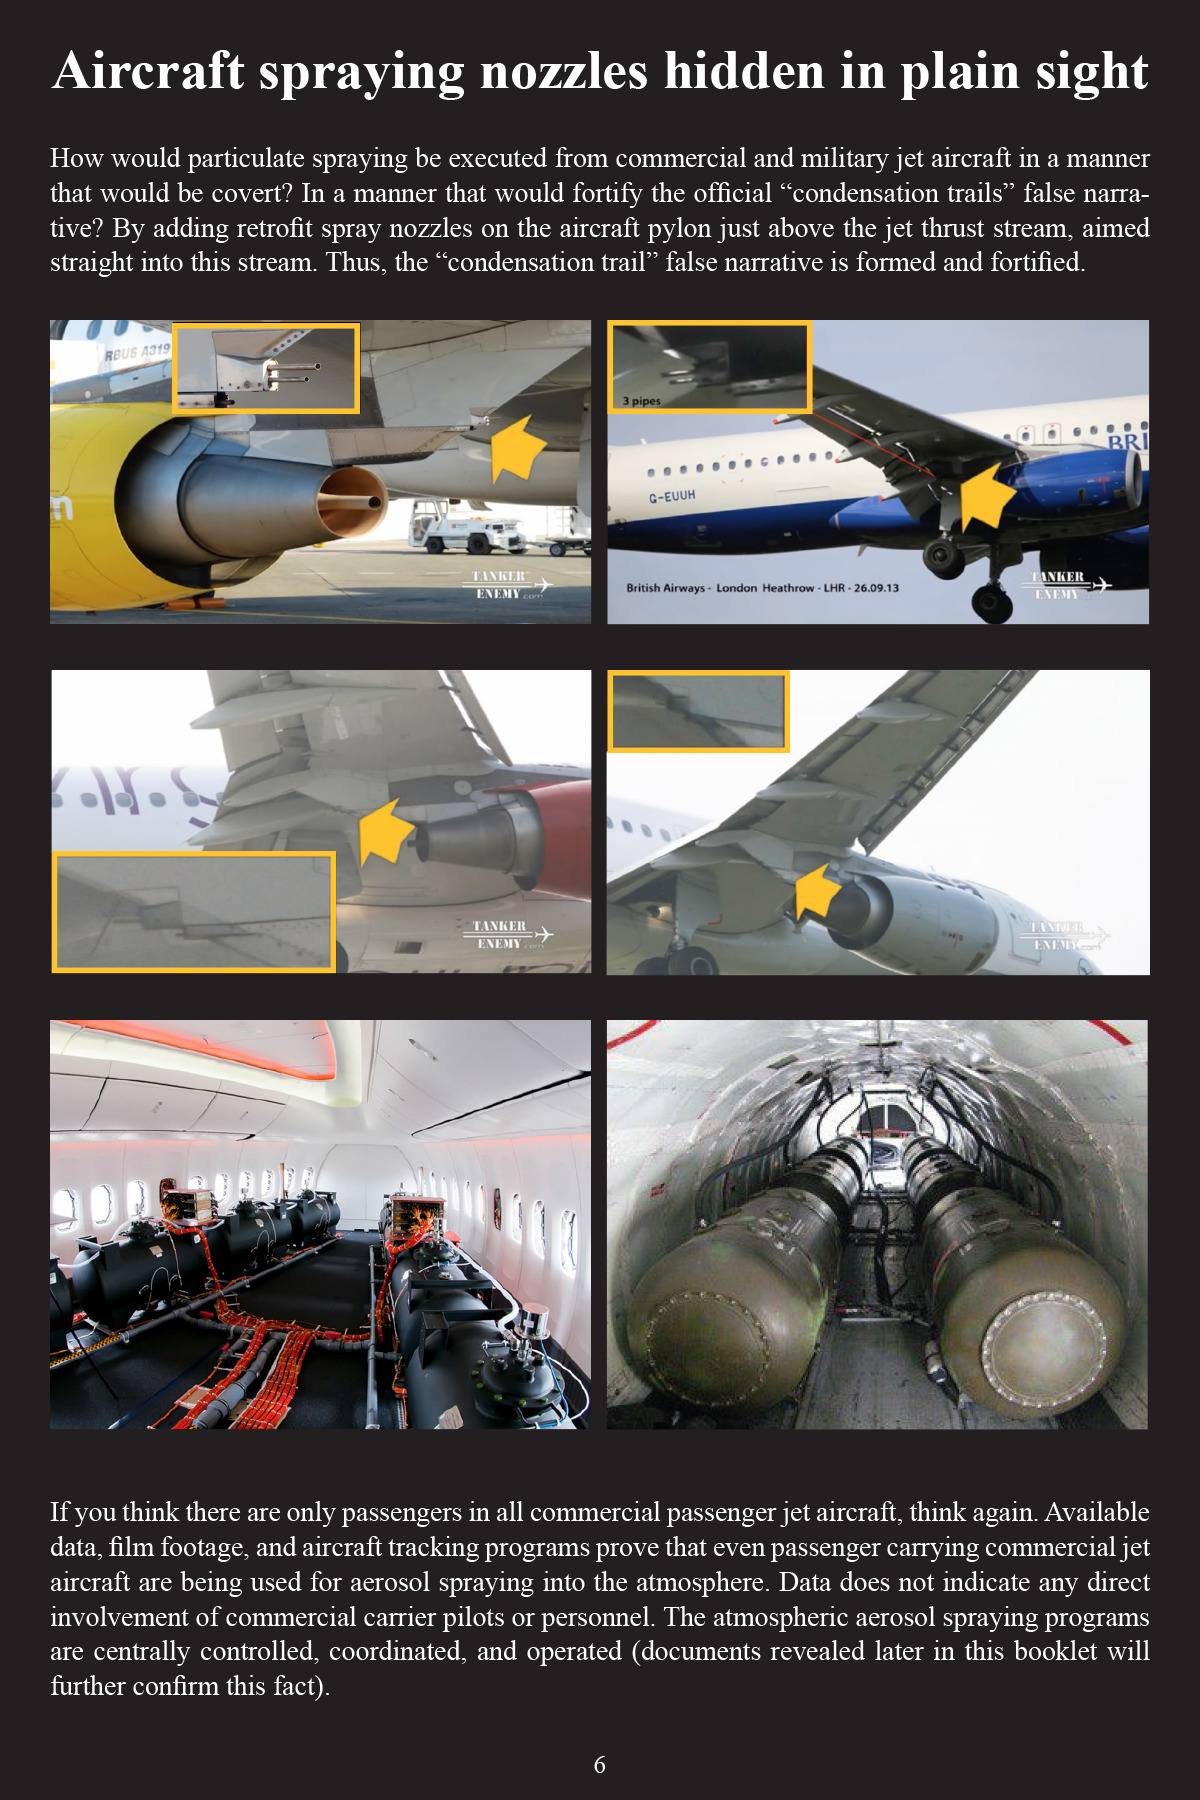 Aircraft spraying nozzles hidden in plain sight
How would particulate spraying be executed from commercial and military jet aircraft in a manner
that would be covert? In a manner that would fortify the official “condensation trails” false narra-
tive? By adding retrofit spray nozzles on the aircraft pylon just above the jet thrust stream, aimed
straight into this stream. Thus, the “condensation trail” false narrative is formed and fortified.
RBUS A319
TANKER
ENEMY.com
3 pipes
BRI
G-EUUH
British Airways - London Heathrow - LHR - 26.09.13
TANKER
ENEMY.com
TANKER
ENEMY.com
TANKER
ENEMY.com
If you think there are only passengers in all commercial passenger jet aircraft, think again. Available
data, film footage, and aircraft tracking programs prove that even passenger carrying commercial jet
aircraft are being used for aerosol spraying into the atmosphere. Data does not indicate any direct
involvement of commercial carrier pilots or personnel. The atmospheric aerosol spraying programs
are centrally controlled, coordinated, and operated (documents revealed later in this booklet will
further confirm this fact).
6